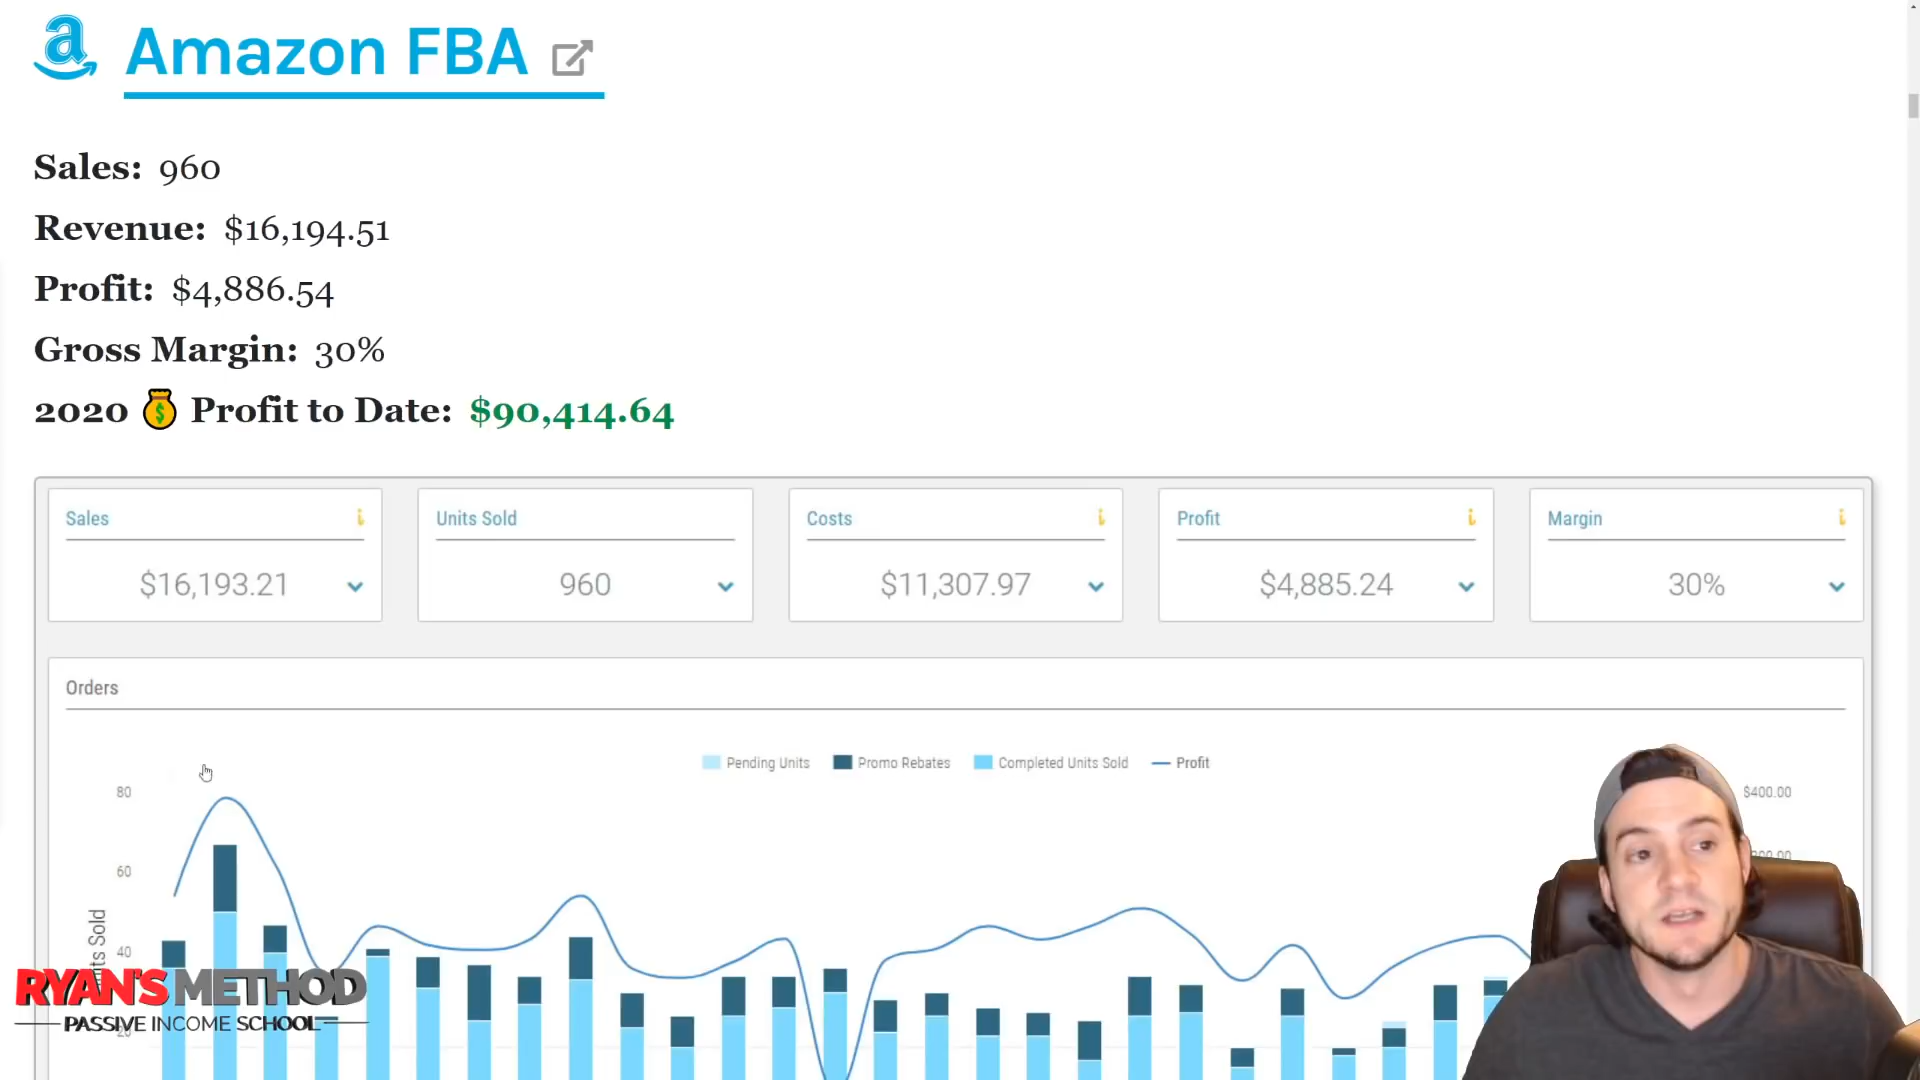 Amazon FBA
Sales: 960
Revenue: $16,194.51
Profit: $4,886.54
Gross Margin: 30%
2020 Profit to Date: $90,414.64
Sales Units Sold Costs Profit Margin
$16,193.21 960 $11,307.97 $4,885.24 30%
Orders
Pending Units Promo Rebates Completed Units Sold Profit
80 $400.00
60
40
Sold
20
RYAN'S METHOD
PASSIVE INCOME SCHOOL